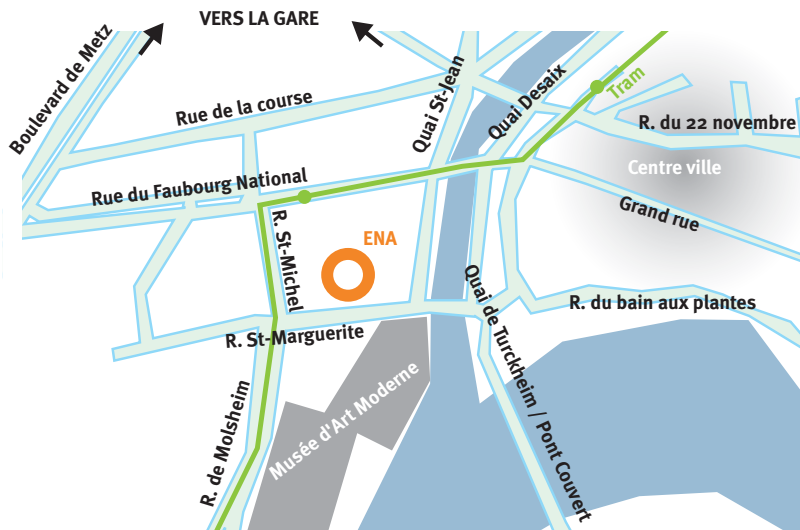 VERS LA GARE
Boulevard de Metz
Rue de la course
Quai St-Jean
Quai Desaix
Tram
R. du 22 novembre
Centre ville
Rue du Faubourg National
Grand rue
R. St-Michel
ENA
Quai de Turckheim / Pont Couvert
R. du bain aux plantes
R. St-Marguerite
Musée d'Art Moderne
R. de Molsheim